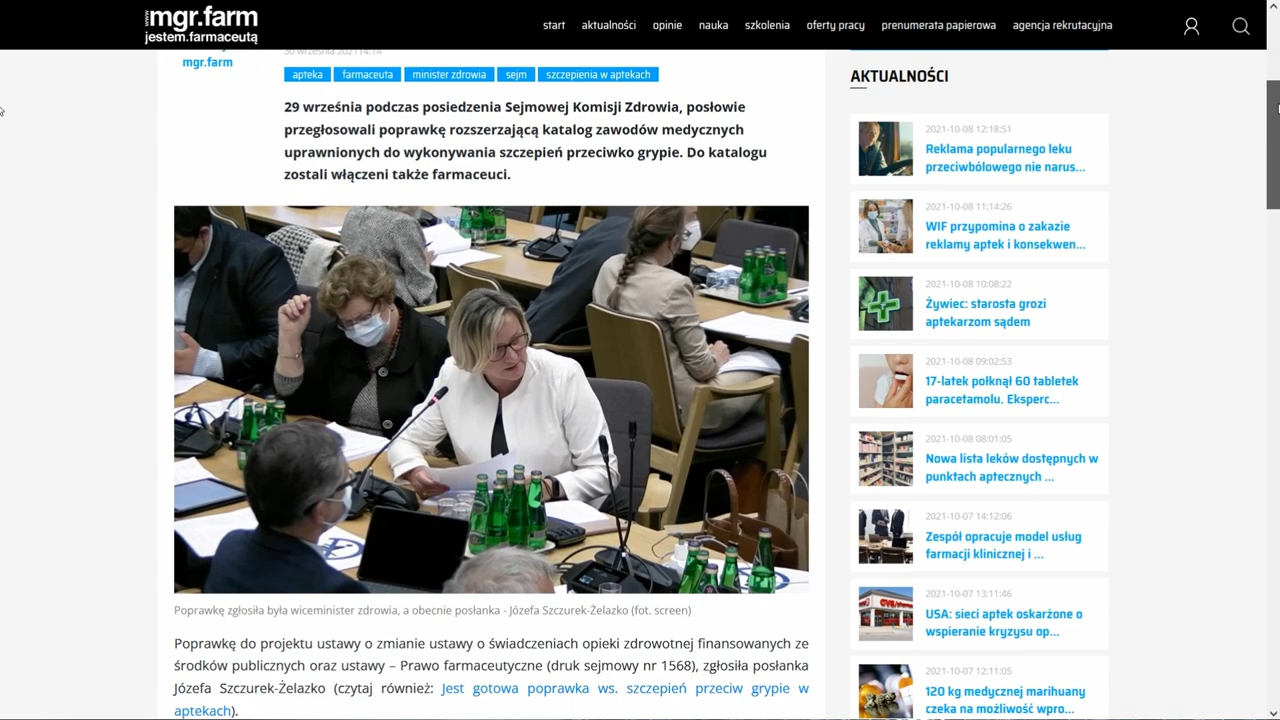 www.mgr.farm
jestem.farmaceutą
start aktualności opinie nauka szkolenia oferty pracy prenumerata papierowa agencja rekrutacyjna
mgr.farm
30 września 2021 14:14
apteka farmaceuta minister zdrowia sejm szczepienia w aptekach
29 września podczas posiedzenia Sejmowej Komisji Zdrowia, posłowie
przegłosowali poprawkę rozszerzającą katalog zawodów medycznych
uprawnionych do wykonywania szczepień przeciwko grypie. Do katalogu
zostali włączeni także farmaceuci.
Poprawkę zgłosiła była wiceminister zdrowia, a obecnie posłanka - Józefa Szczurek-Żelazko (fot. screen)
Poprawkę do projektu ustawy o zmianie ustawy o świadczeniach opieki zdrowotnej finansowanych ze
środków publicznych oraz ustawy – Prawo farmaceutyczne (druk sejmowy nr 1568), zgłosiła posłanka
Józefa Szczurek-Żelazko (czytaj również: Jest gotowa poprawka ws. szczepień przeciw grypie w
aptekach).
AKTUALNOŚCI
2021-10-08 12:18:51
Reklama popularnego leku
przeciwbólowego nie narus...
2021-10-08 11:14:26
WIF przypomina o zakazie
reklamy aptek i konsekwen...
2021-10-08 10:08:22
Żywiec: starosta grozi
aptekarzom sądem
2021-10-08 09:02:53
17-latek połknął 60 tabletek
paracetamolu. Eksperc...
2021-10-08 08:01:05
Nowa lista leków dostępnych w
punktach aptecznych ...
2021-10-07 14:12:06
Zespół opracuje model usług
farmacji klinicznej i ...
2021-10-07 13:11:46
USA: sieci aptek oskarżone o
wspieranie kryzysu op...
2021-10-07 12:11:05
120 kg medycznej marihuany
czeka na możliwość wpro...